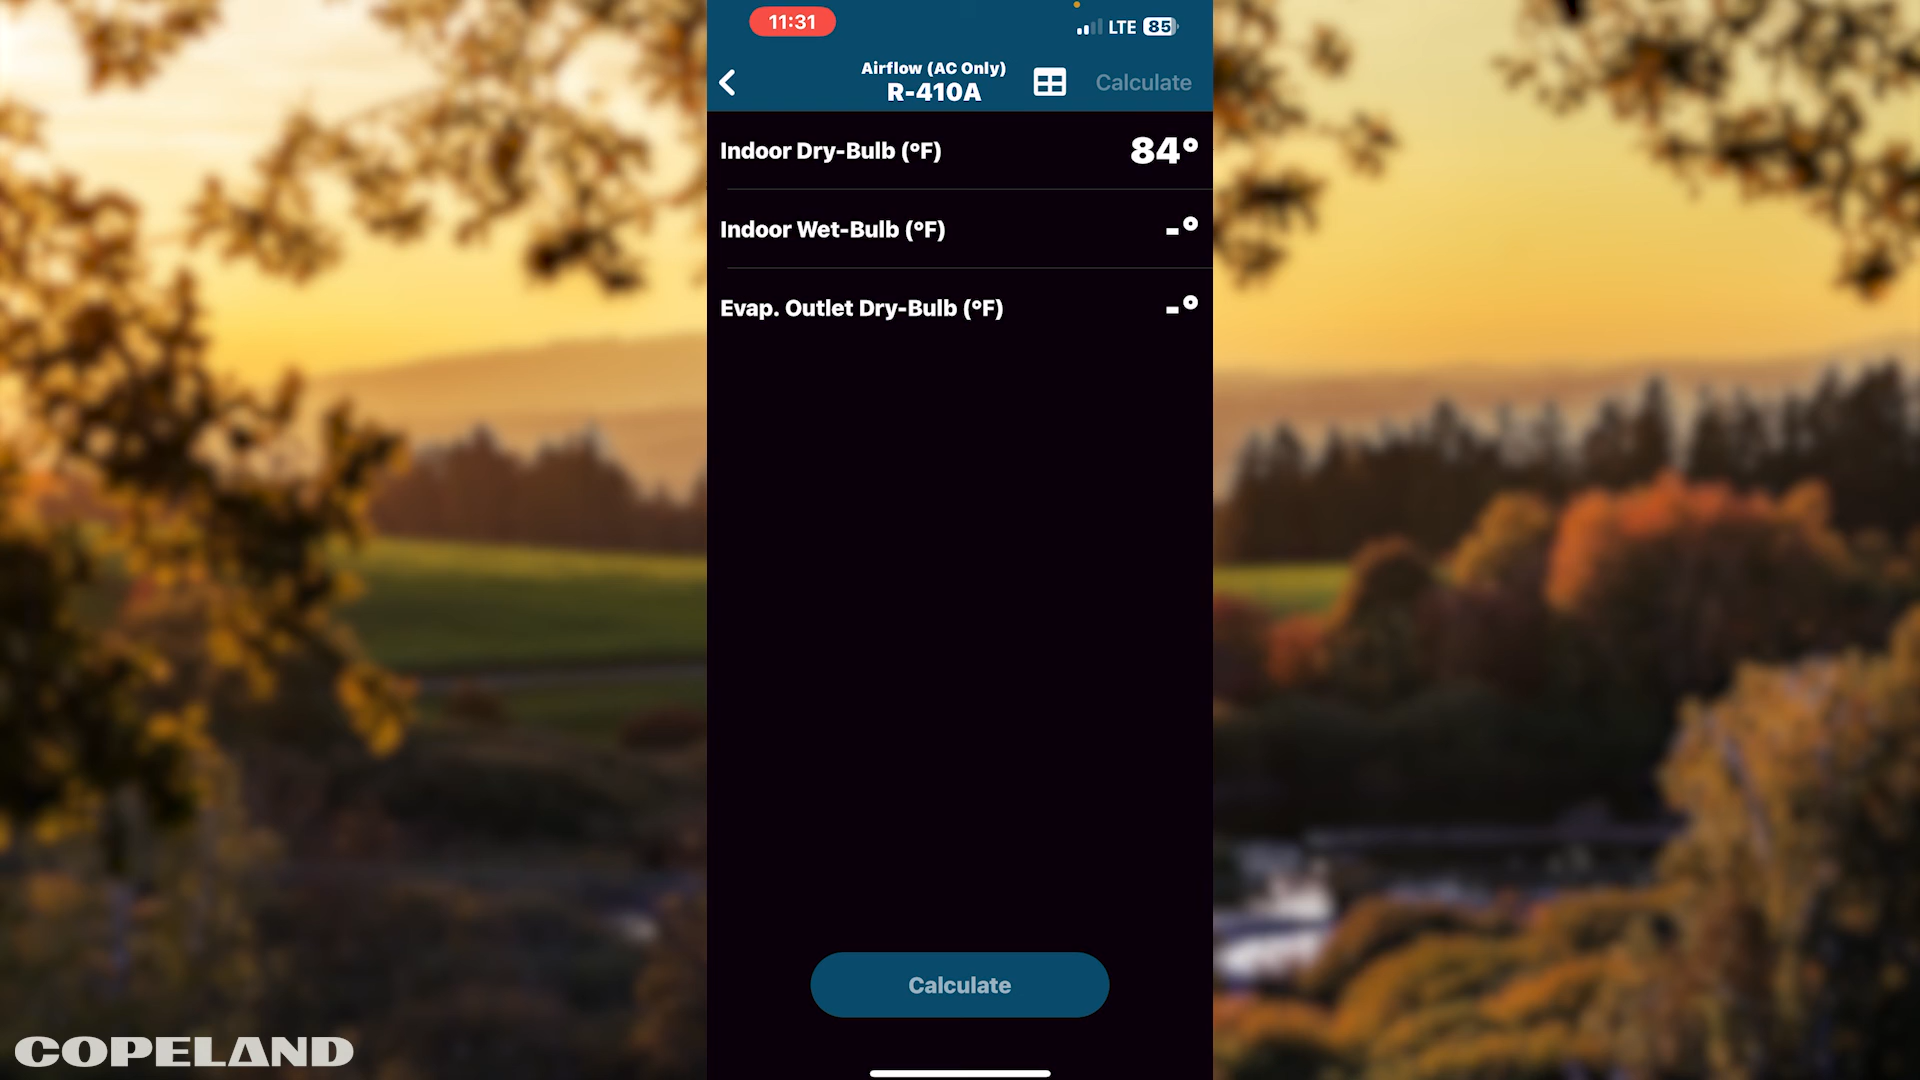 11:31
LTE 85
Airflow (AC Only)
R-410A
Calculate
Indoor Dry-Bulb (°F)
84°
Indoor Wet-Bulb (°F)
-°
Evap. Outlet Dry-Bulb (°F)
-°
Calculate
COPELAND